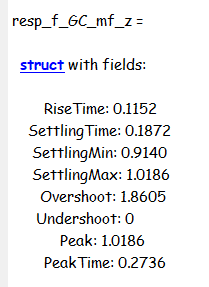 resp_f_GC_mf_z =
struct with fields:
RiseTime: 0.1152
SettlingTime: 0.1872
SettlingMin: 0.9140
SettlingMax: 1.0186
Overshoot: 1.8605
Undershoot: 0
Peak: 1.0186
PeakTime: 0.2736